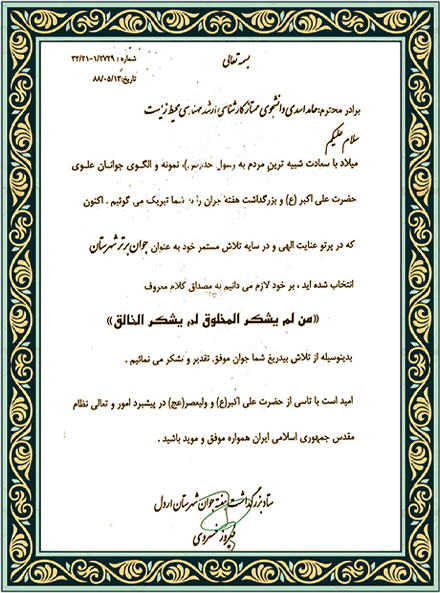 بسمه تعالی
شماره : ۳۲/۲۱-۱/۲۷۲۹
تاریخ: ۸۸/۰۵/۱۳
برادر محترم: حامد اسدی دانشجوی ممتاز کارشناسی ارشد مهندسی محیط زیست
سلام علیکم
میلاد با سعادت شبیه ترین مردم به رسول خدا(ص)، نمونه و الگوی جوانان علوی
حضرت علی اکبر (ع) و بزرگداشت هفته جوان را به شما تبریک می گوئیم . اکنون
که در پرتو عنایت الهی و در سایه تلاش مستمر خود به عنوان جوان برتر شهرستان
انتخاب شده اید ، بر خود لازم می دانیم به مصداق کلام معروف
«من لم یشکر المخلوق لم یشکر الخالق»
بدینوسیله از تلاش بیدریغ شما جوان موفق، تقدیر و تشکر می نمائیم .
امید است با تاسی از حضرت علی اکبر(ع) و ولیعصر(عج) در پیشبرد امور و تعالی نظام
مقدس جمهوری اسلامی ایران همواره موفق و موید باشید .
ستاد بزرگداشت هفته جوان شهرستان اردل
فیروز خسروی